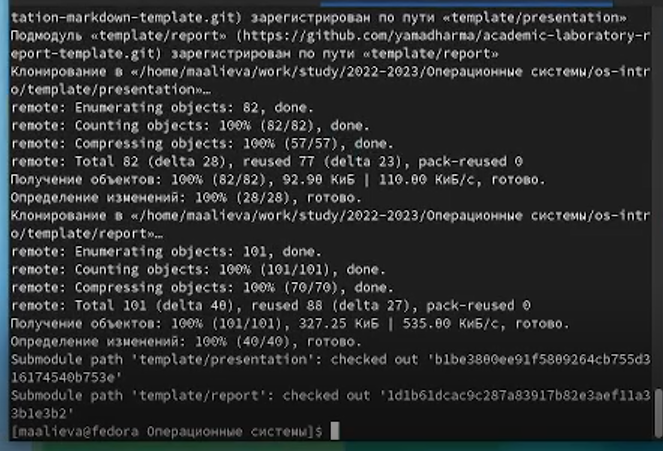 tation-markdown-template.git) зарегистрирован по пути «template/presentation»
Подмодуль «template/report» (https://github.com/yamadharma/academic-laboratory-r
eport-template.git) зарегистрирован по пути «template/report»
Клонирование в «/home/maalieva/work/study/2022-2023/Операционные системы/os-intr
o/template/presentation»…
remote: Enumerating objects: 82, done.
remote: Counting objects: 100% (82/82), done.
remote: Compressing objects: 100% (57/57), done.
remote: Total 82 (delta 28), reused 77 (delta 23), pack-reused 0
Получение объектов: 100% (82/82), 92.90 КиБ | 110.00 КиБ/с, готово.
Определение изменений: 100% (28/28), готово.
Клонирование в «/home/maalieva/work/study/2022-2023/Операционные системы/os-intr
o/template/report»…
remote: Enumerating objects: 101, done.
remote: Counting objects: 100% (101/101), done.
remote: Compressing objects: 100% (70/70), done.
remote: Total 101 (delta 40), reused 88 (delta 27), pack-reused 0
Получение объектов: 100% (101/101), 327.25 КиБ | 535.00 КиБ/с, готово.
Определение изменений: 100% (40/40), готово.
Submodule path 'template/presentation': checked out 'b1be3800ee91f5809264cb755d3
16174540b753e'
Submodule path 'template/report': checked out '1d1b61dcac9c287a83917b82e3aef11a3
3b1e3b2'
[maalieva@fedora Операционные системы]$